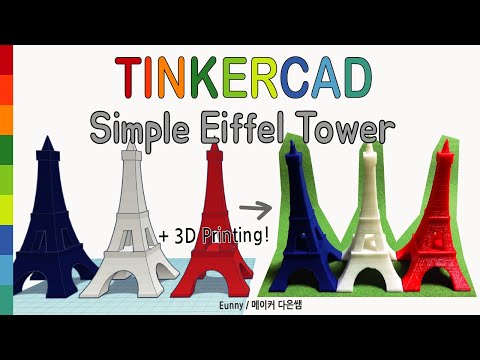 TINKERCAD
Simple Eiffel Tower
+ 3D Printing!
Eunny / 메이커 다은쌤